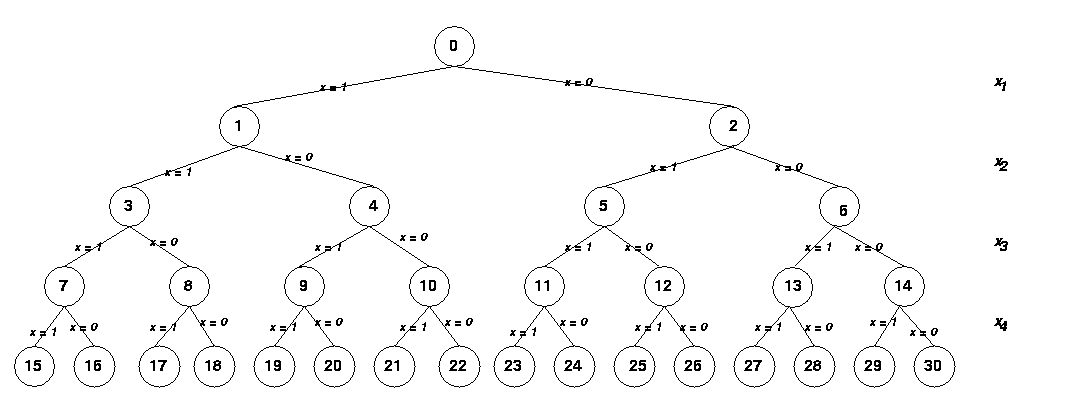 0
x = 1 x = 0 x1
1 2
x = 1 x = 0 x = 1 x = 0 x2
3 4 5 6
x = 1 x = 0 x = 1 x = 0 x = 1 x = 0 x = 1 x = 0 x3
7 8 9 10 11 12 13 14
x = 1 x = 0 x = 1 x = 0 x = 1 x = 0 x = 1 x = 0 x = 1 x = 0 x = 1 x = 0 x = 1 x = 0 x = 1 x = 0 x4
15 16 17 18 19 20 21 22 23 24 25 26 27 28 29 30